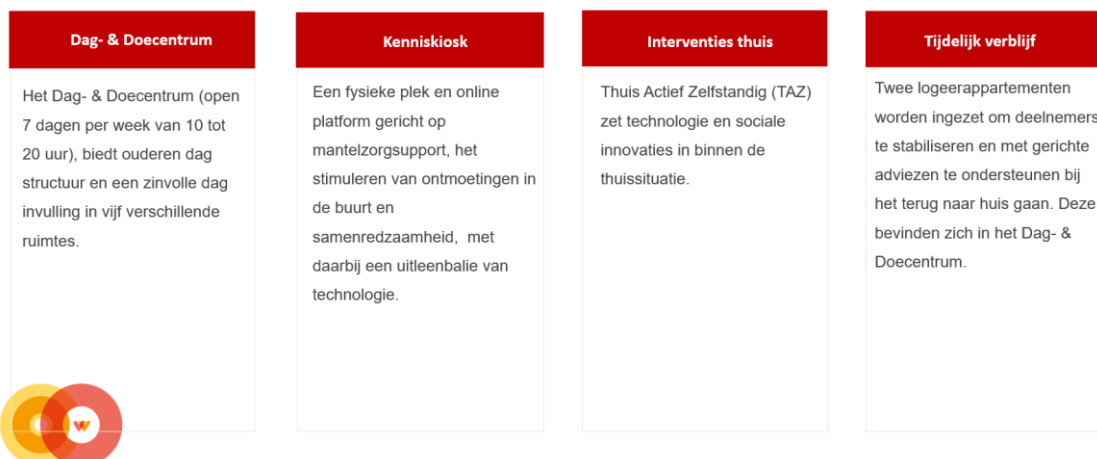 Dag- & Doecentrum
Het Dag- & Doecentrum (open
7 dagen per week van 10 tot
20 uur), biedt ouderen dag
structuur en een zinvolle dag
invulling in vijf verschillende
ruimtes.
Kenniskiosk
Een fysieke plek en online
platform gericht op
mantelzorgsupport, het
stimuleren van ontmoetingen in
de buurt en
samenredzaamheid, met
daarbij een uitleenbalie van
technologie.
Interventies thuis
Thuis Actief Zelfstandig (TAZ)
zet technologie en sociale
innovaties in binnen de
thuissituatie.
Tijdelijk verblijf
Twee logeerappartementen
worden ingezet om deelnemers
te stabiliseren en met gerichte
adviezen te ondersteunen bij
het terug naar huis gaan. Deze
bevinden zich in het Dag- &
Doecentrum.